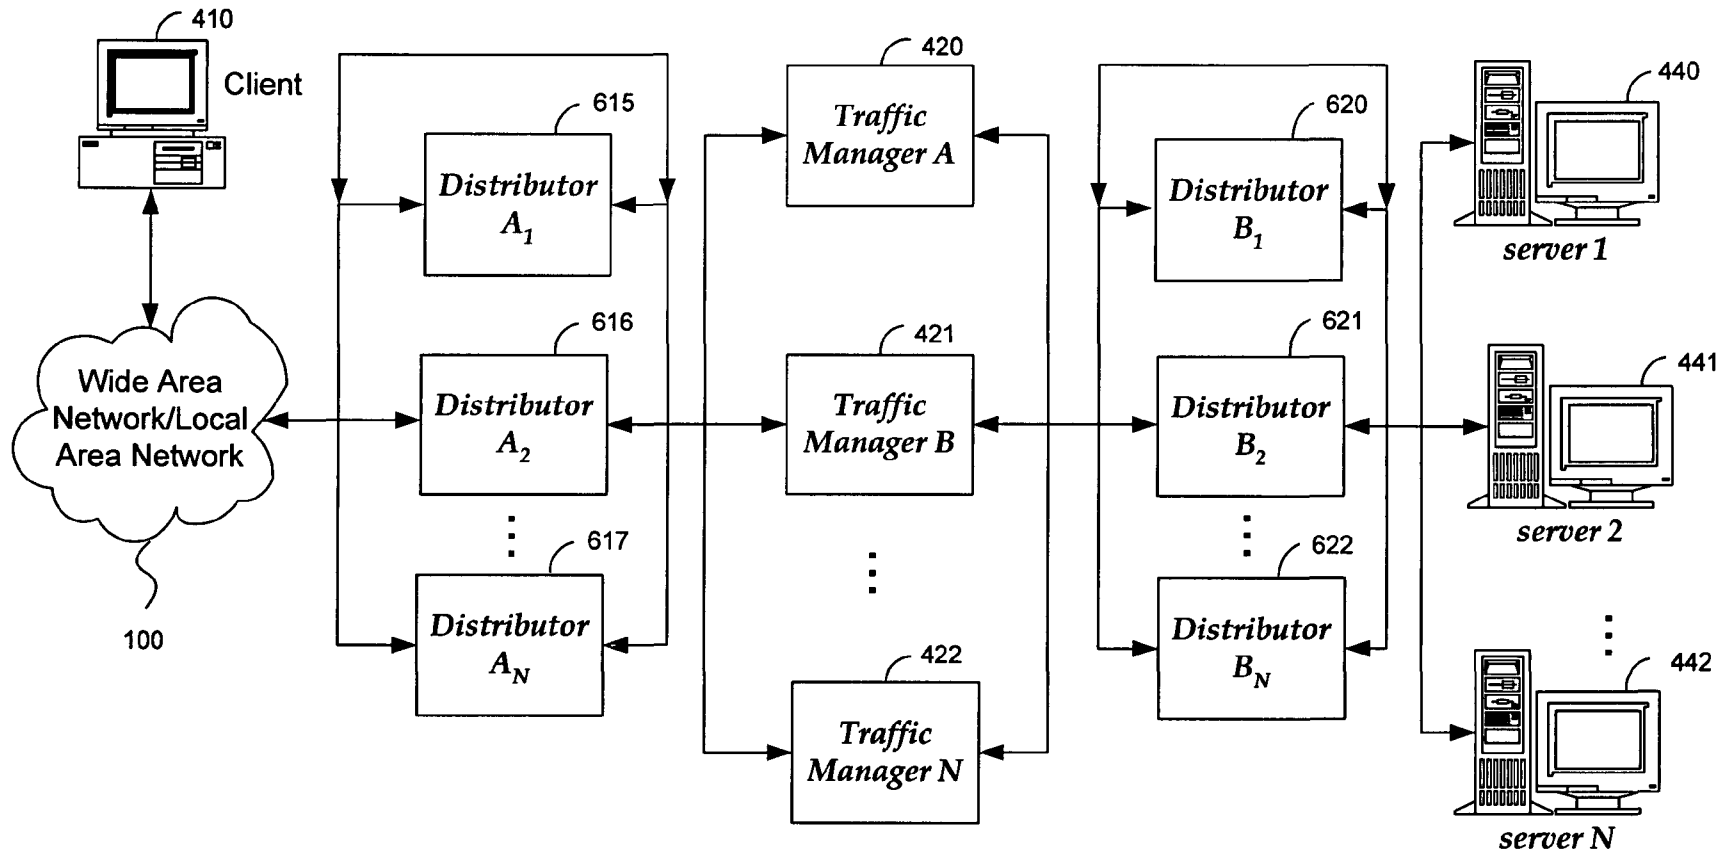 410
Client
Wide Area
Network/Local
Area Network
100
615
Distributor
A1
616
Distributor
A2
617
Distributor
AN
420
Traffic
Manager A
421
Traffic
Manager B
422
Traffic
Manager N
620
Distributor
B1
621
Distributor
B2
622
Distributor
BN
440
server 1
441
server 2
442
server N